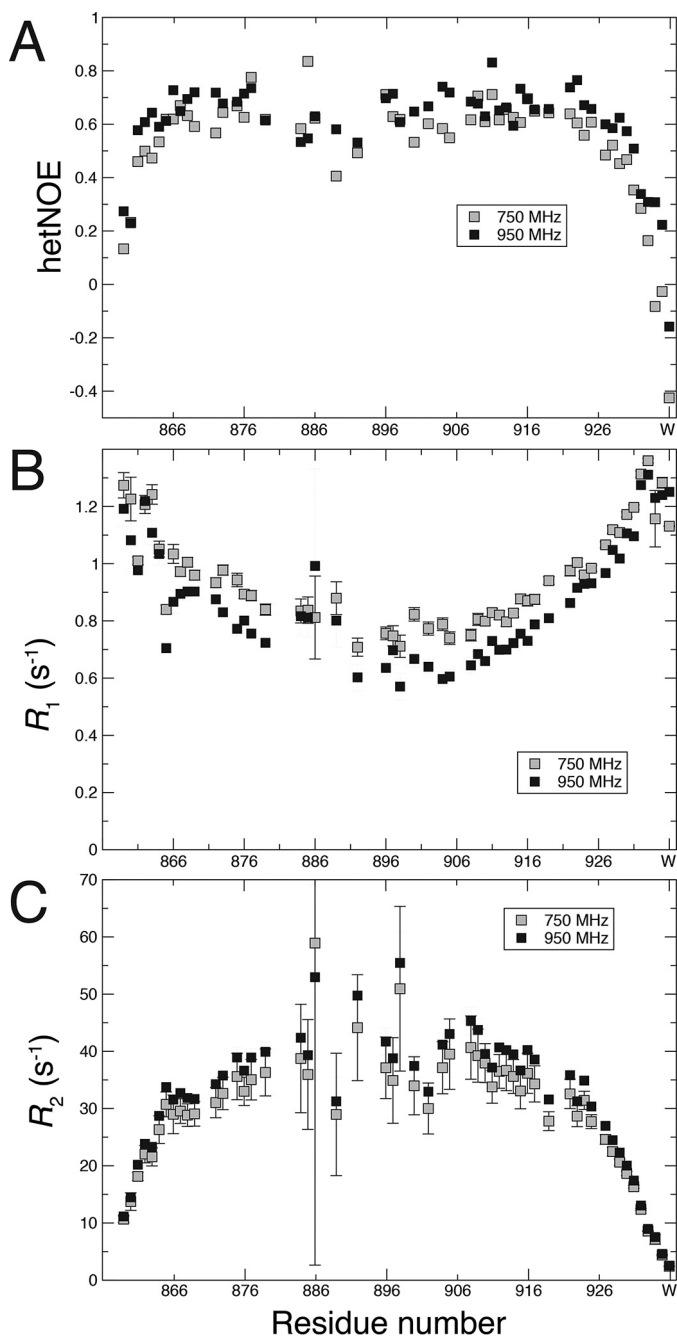 A
1
0.8
0.6
0.4
0.2
0
-0.2
-0.4
hetNOE
750 MHz
950 MHz
866 876 886 896 906 916 926 W
B
1.2
1
0.8
0.6
0.4
0.2
0
R1 (s-1)
750 MHz
950 MHz
866 876 886 896 906 916 926 W
C
70
60
50
40
30
20
10
0
R2 (s-1)
750 MHz
950 MHz
866 876 886 896 906 916 926 W
Residue number